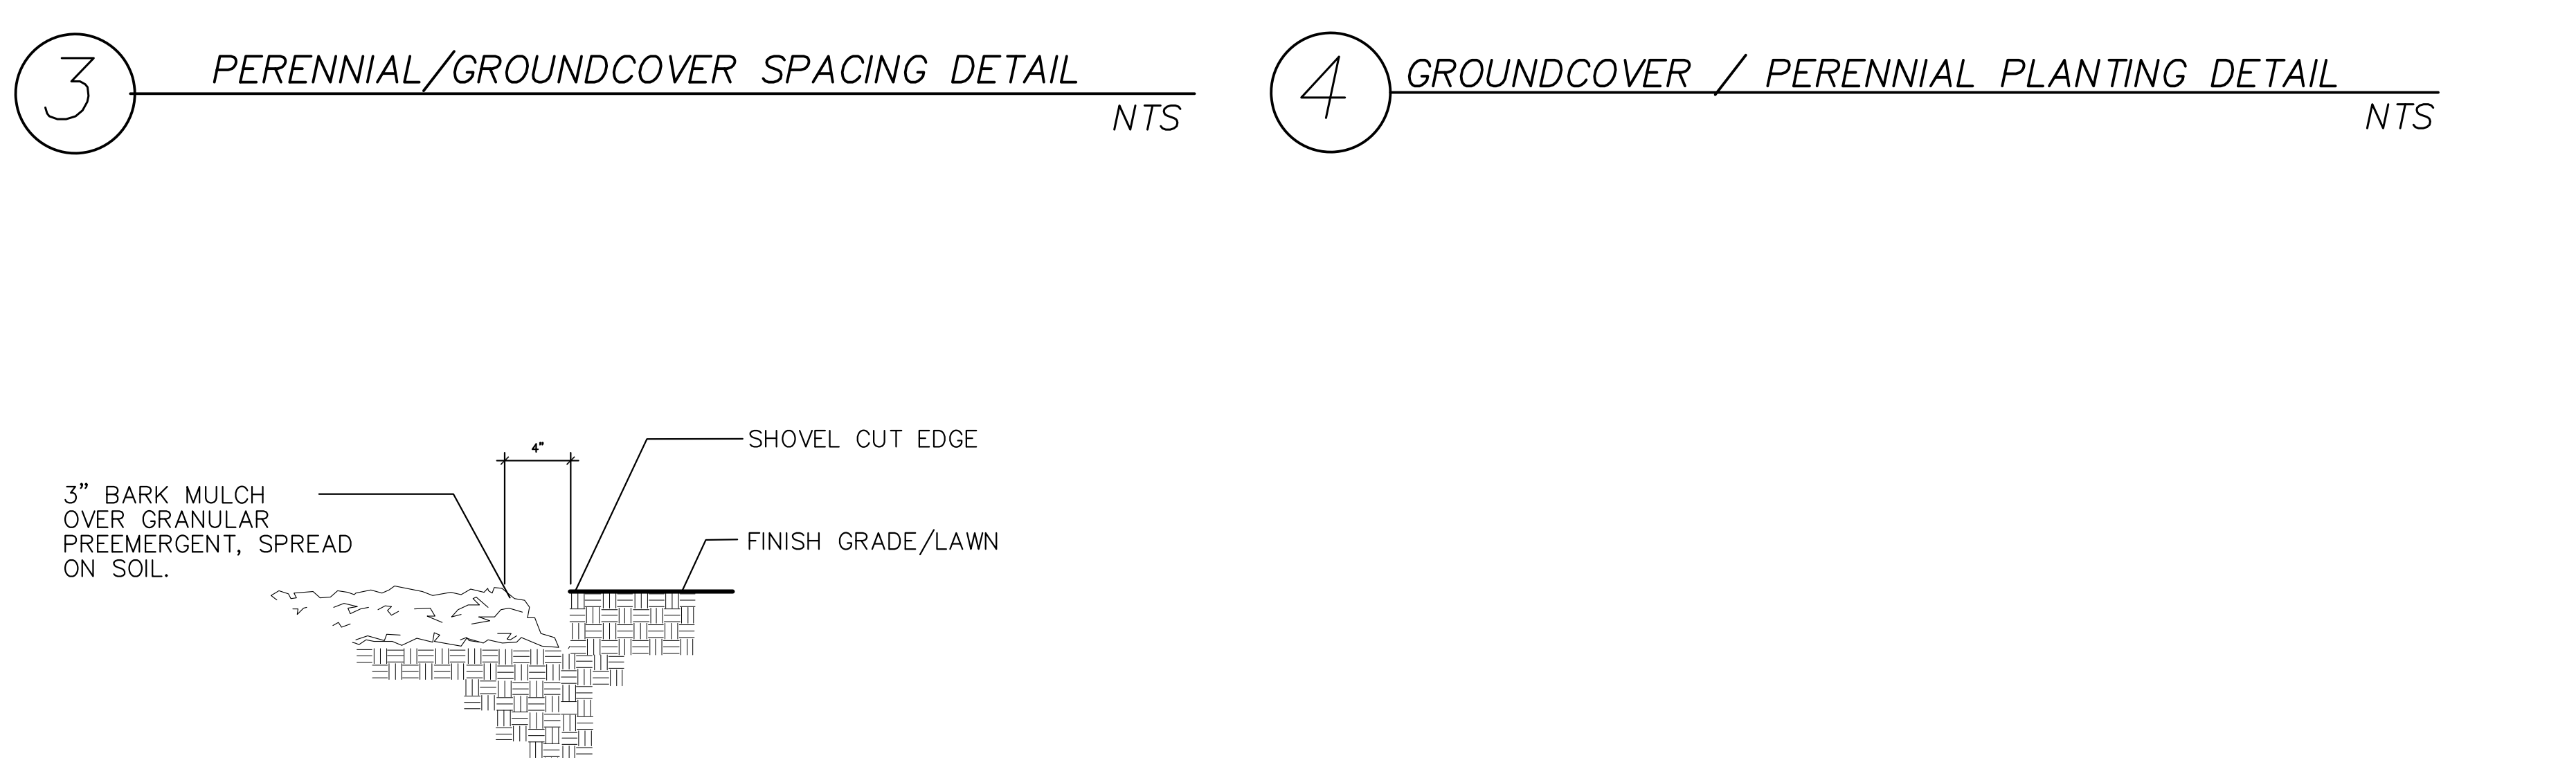 3
PERENNIAL/GROUNDCOVER SPACING DETAIL
NTS
4
GROUNDCOVER / PERENNIAL PLANTING DETAIL
NTS
4"
SHOVEL CUT EDGE
3" BARK MULCH
OVER GRANULAR
PREEMERGENT, SPREAD
ON SOIL.
FINISH GRADE/LAWN